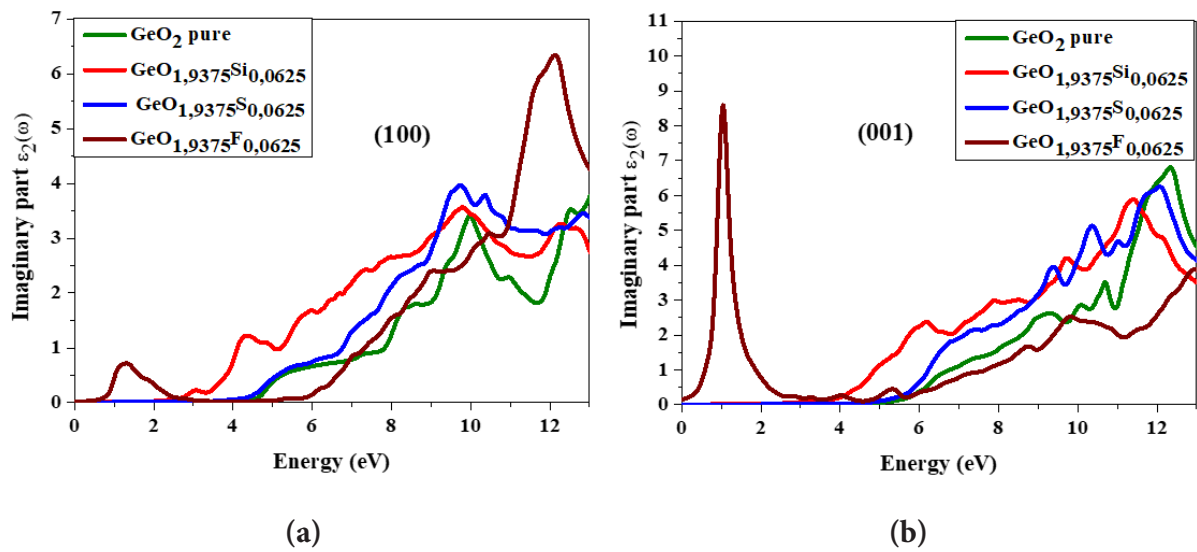 7
6
5
4
3
2
1
0
Imaginary part ε2(ω)
GeO2 pure
GeO1,9375Si0,0625
GeO1,9375S0,0625
GeO1,9375F0,0625
(100)
0 2 4 6 8 10 12
Energy (eV)
(a)
11
10
9
8
7
6
5
4
3
2
1
0
Imaginary part ε2(ω)
GeO2 pure
GeO1,9375Si0,0625
GeO1,9375S0,0625
GeO1,9375F0,0625
(001)
0 2 4 6 8 10 12
Energy (eV)
(b)